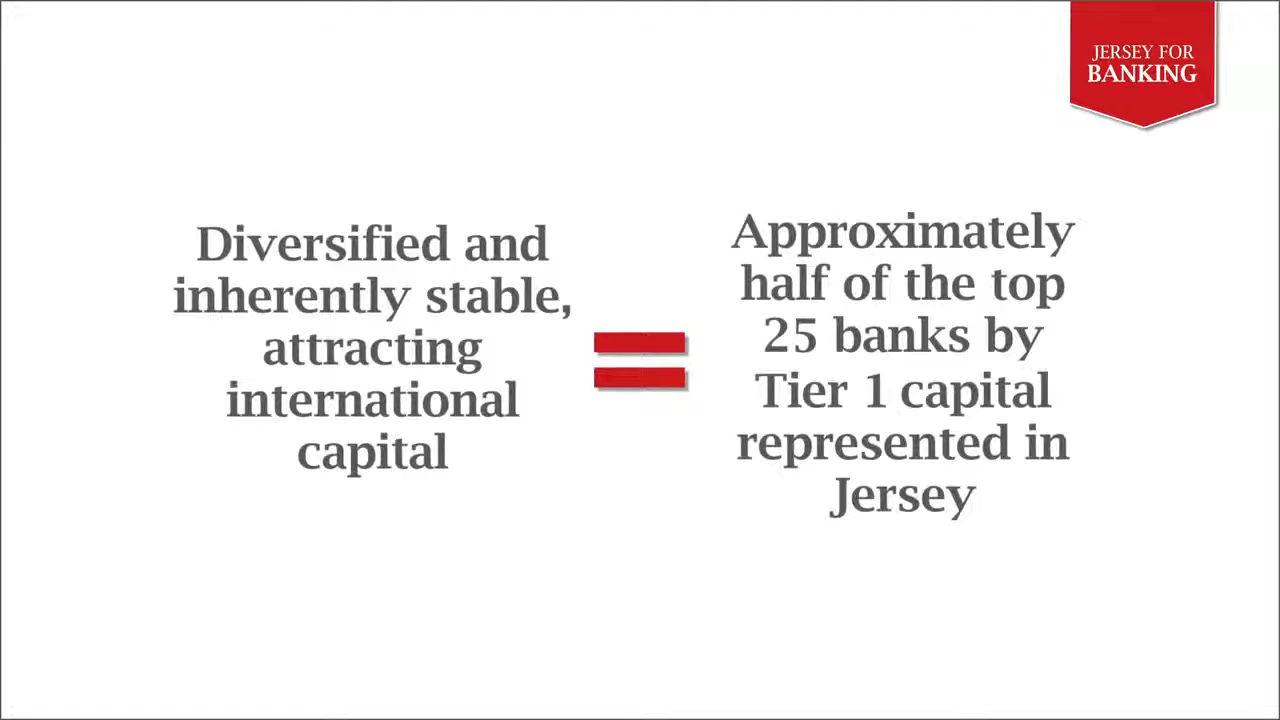 JERSEY FOR
BANKING
Diversified and
inherently stable,
attracting
international
capital
=
Approximately
half of the top
25 banks by
Tier 1 capital
represented in
Jersey